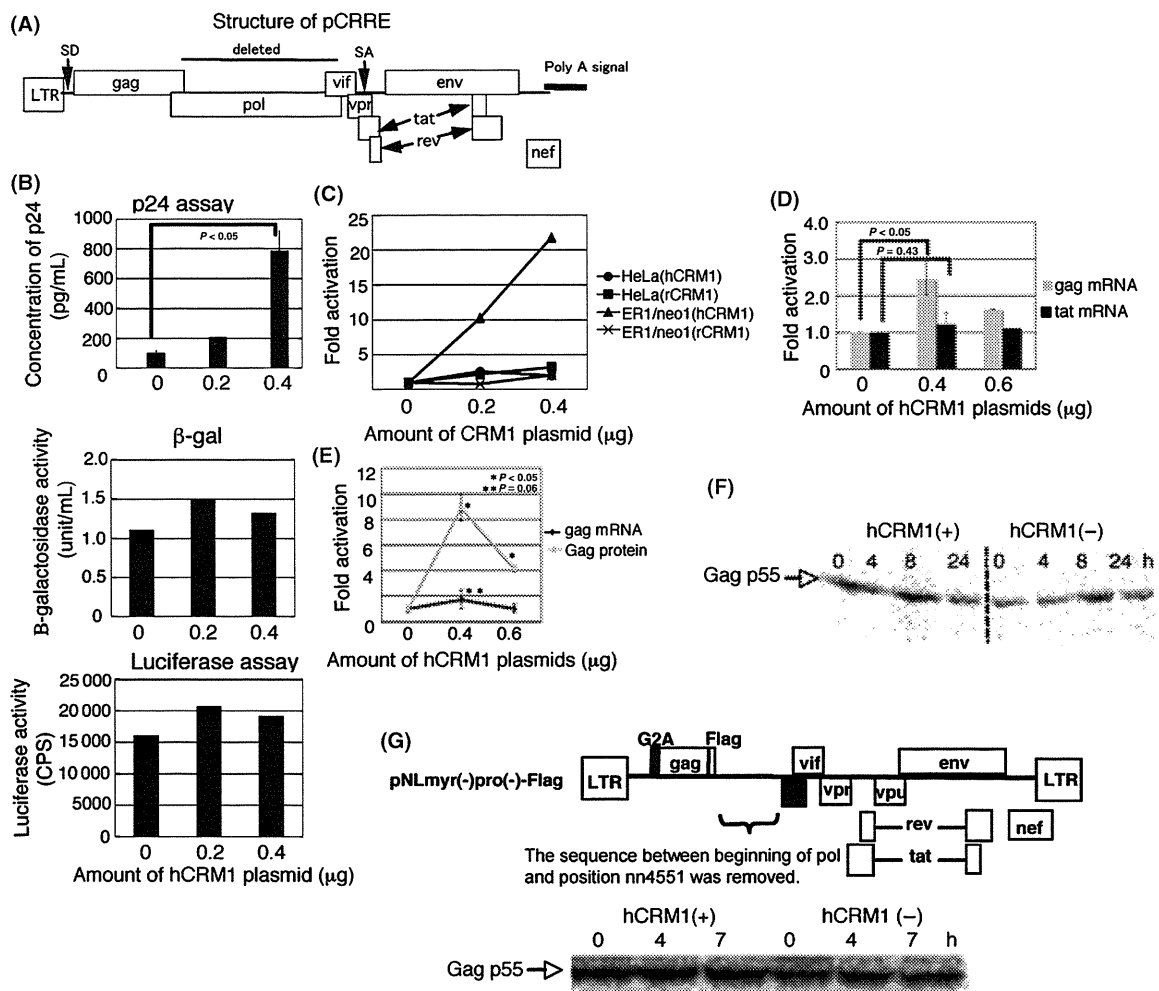 (A)
Structure of pCRRE
SD
deleted
SA
Poly A signal
LTR
gag
pol
vif
vpr
env
tat
rev
nef
(B)
p24 assay
Concentration of p24
(pg/mL)
1000
800
600
400
200
0
P < 0.05
0 0.2 0.4
β-gal
B-galactosidase activity
(unit/mL)
2.0
1.5
1.0
0.5
0
0 0.2 0.4
Luciferase assay
Luciferase activity
(CPS)
25 000
20 000
15 000
10 000
5000
0
0 0.2 0.4
Amount of hCRM1 plasmid (μg)
(C)
Fold activation
25
20
15
10
5
HeLa(hCRM1)
HeLa(rCRM1)
ER1/neo1(hCRM1)
ER1/neo1(rCRM1)
0 0.2 0.4
Amount of CRM1 plasmid (μg)
(D)
Fold activation
4.0
3.0
2.0
1.0
0
P < 0.05
P = 0.43
gag mRNA
tat mRNA
0 0.4 0.6
Amount of hCRM1 plasmids (μg)
(E)
Fold activation
12
10
8
6
4
2
0
* P < 0.05
** P = 0.06
*
*
**
gag mRNA
Gag protein
0 0.4 0.6
Amount of hCRM1 plasmids (μg)
(F)
hCRM1(+) hCRM1(−)
0 4 8 24 0 4 8 24 h
Gag p55
(G)
pNLmyr(-)pro(-)-Flag
LTR
G2A
gag
Flag
vif
vpr
vpu
env
LTR
rev
tat
nef
The sequence between beginning of pol
and position nn4551 was removed.
hCRM1(+) hCRM1 (−)
0 4 7 0 4 7 h
Gag p55